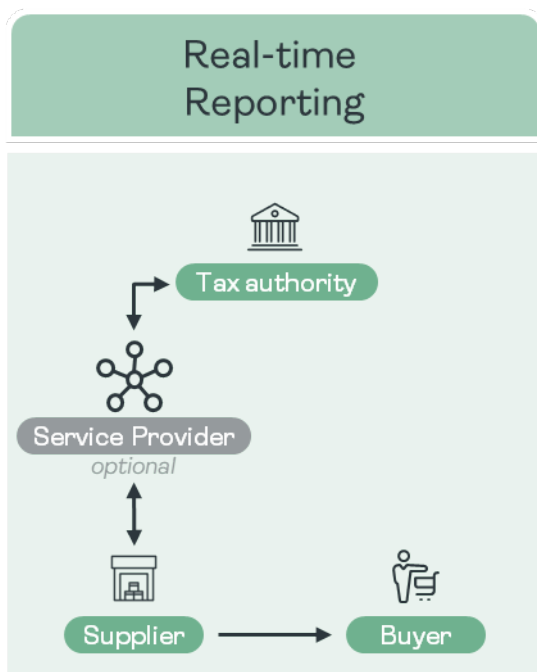 Real-time
Reporting
Tax authority
Service Provider
optional
Supplier
Buyer